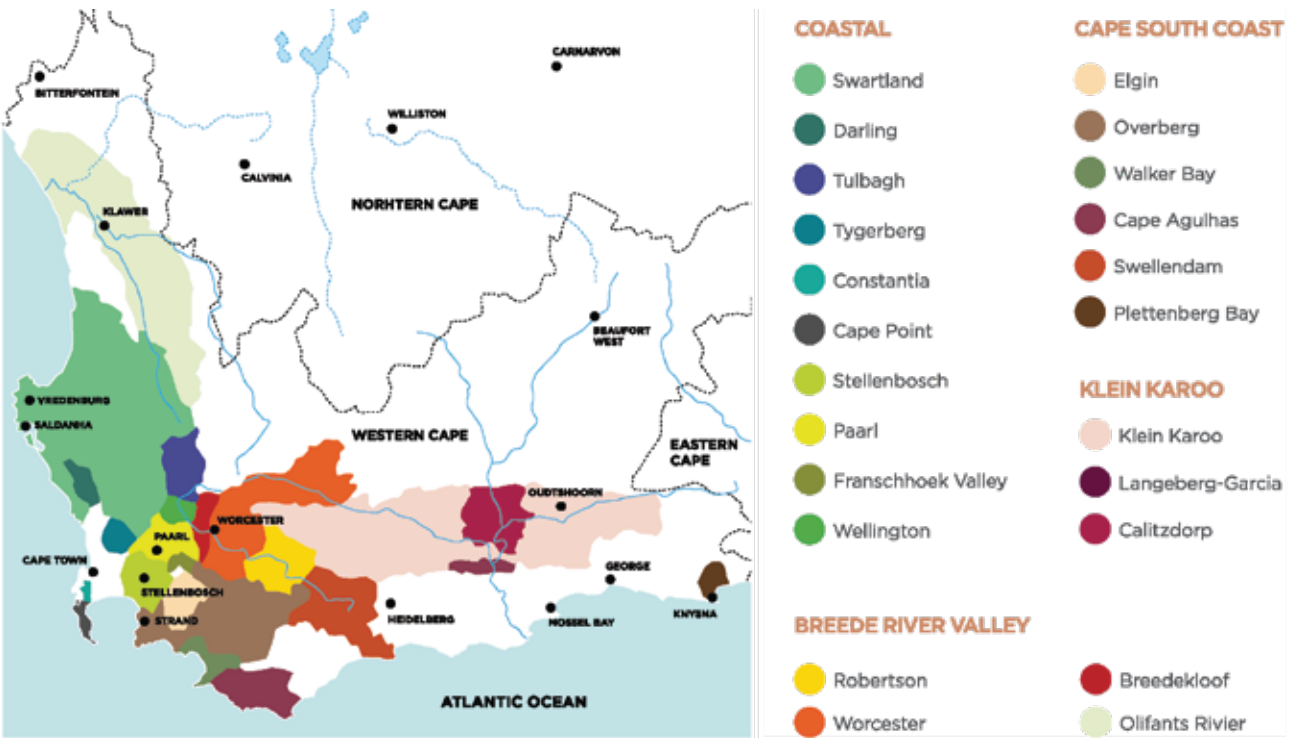 CARNARVON
BITTERFONTEIN
WILLISTON
CALVINIA
NORHTERN CAPE
KLAWER
BEAUFORT
WEST
VREDENBURG
SALDANHA
WESTERN CAPE
EASTERN
CAPE
OUDTSHOORN
WORCESTER
PAARL
CAPE TOWN
GEORGE
STELLENBOSCH
STRAND
HEIDELBERG
MOSSEL BAY
KNYSNA
ATLANTIC OCEAN
COASTAL
Swartland
Darling
Tulbagh
Tygerberg
Constantia
Cape Point
Stellenbosch
Paarl
Franschhoek Valley
Wellington
CAPE SOUTH COAST
Elgin
Overberg
Walker Bay
Cape Agulhas
Swellendam
Plettenberg Bay
KLEIN KAROO
Klein Karoo
Langeberg-Garcia
Calitzdorp
BREEDE RIVER VALLEY
Robertson
Worcester
Breedekloof
Olifants Rivier